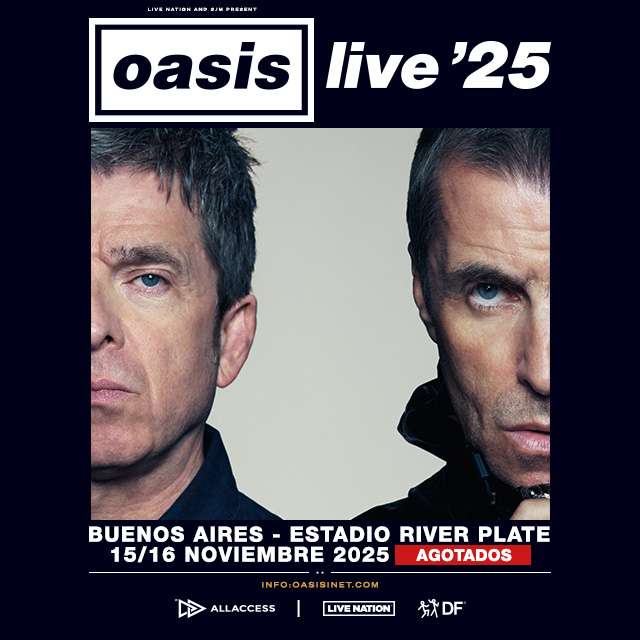 LIVE NATION AND SJM PRESENT
oasis live '25
BUENOS AIRES - ESTADIO RIVER PLATE
15/16 NOVIEMBRE 2025 AGOTADOS
INFO:OASISINET.COM
ALLACCESS | LIVE NATION DF